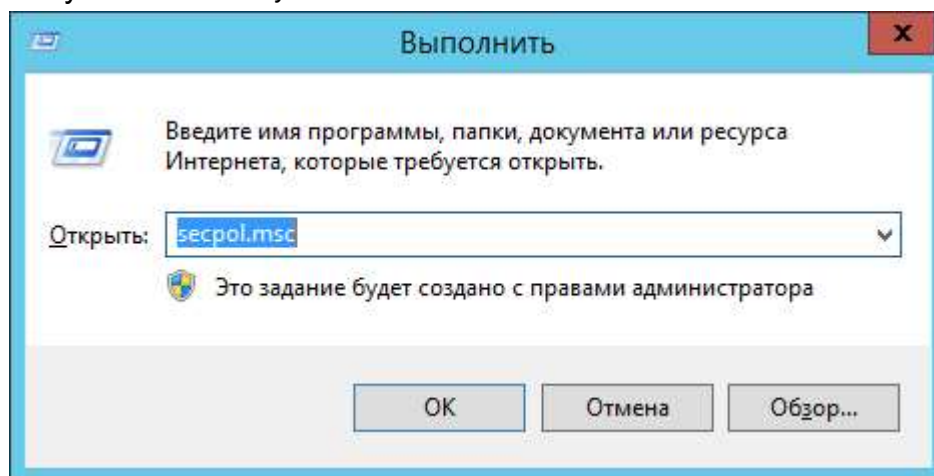 Выполнить
Введите имя программы, папки, документа или ресурса
Интернета, которые требуется открыть.
Открыть: secpol.msc
Это задание будет создано с правами администратора
ОК Отмена Обзор...